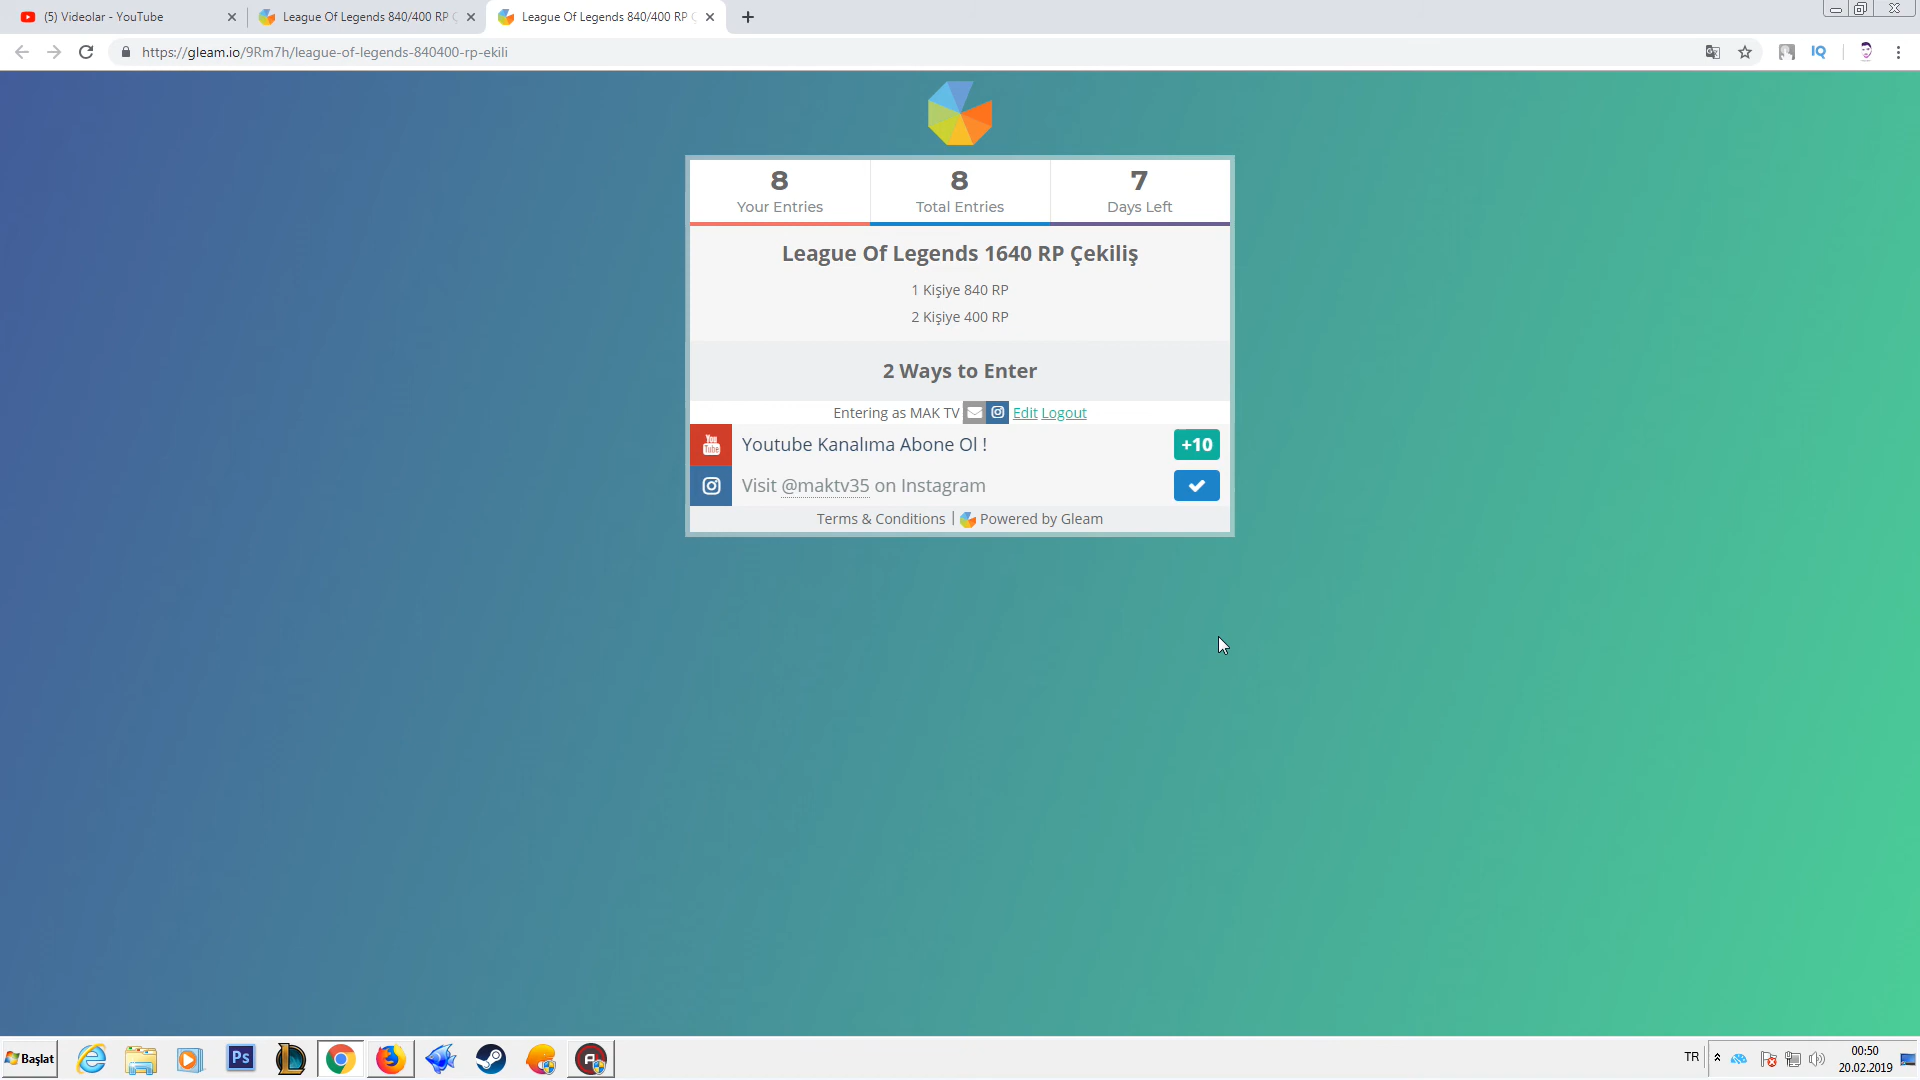 (5) Videolar - YouTube
League Of Legends 840/400 RP Ç
League Of Legends 840/400 RP Ç
https://gleam.io/9Rm7h/league-of-legends-840400-rp-ekili
IQ
8
Your Entries
8
Total Entries
7
Days Left
League Of Legends 1640 RP Çekiliş
1 Kişiye 840 RP
2 Kişiye 400 RP
2 Ways to Enter
Entering as MAK TV Edit Logout
You Tube
Youtube Kanalıma Abone Ol !
+10
Visit @maktv35 on Instagram
Terms & Conditions | Powered by Gleam
Başlat
Ps
TR
00:50
20.02.2019